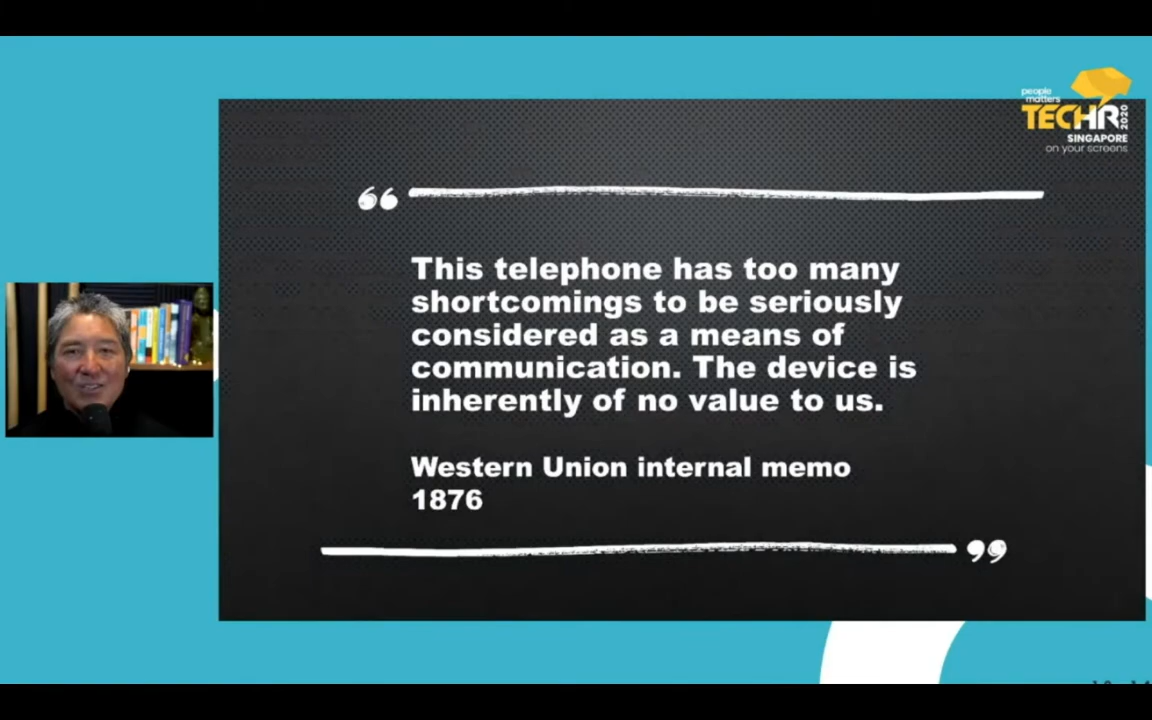 people
matters
TECHR
2020
SINGAPORE
on your screens
“
This telephone has too many
shortcomings to be seriously
considered as a means of
communication. The device is
inherently of no value to us.
Western Union internal memo
1876
”